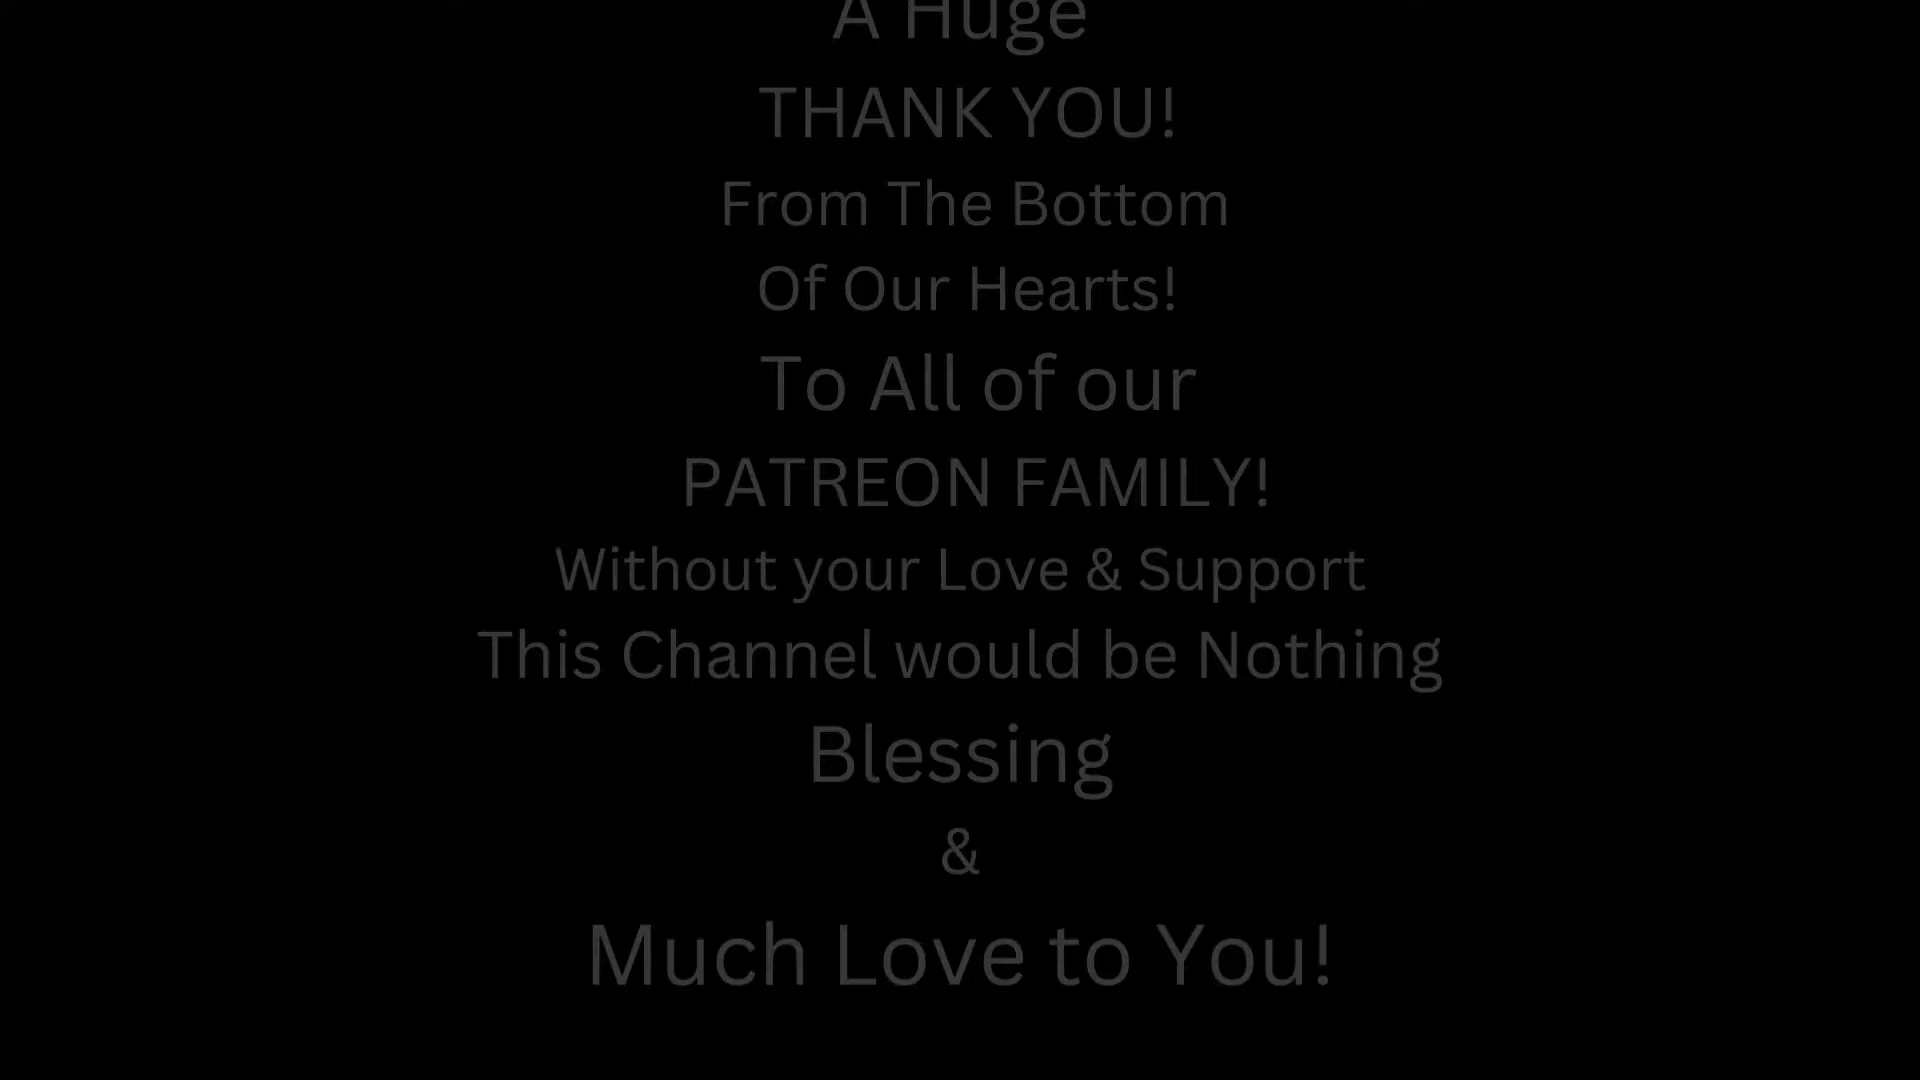 A Huge
THANK YOU!
From The Bottom
Of Our Hearts!
To All of our
PATREON FAMILY!
Without your Love & Support
This Channel would be Nothing
Blessing
&
Much Love to You!